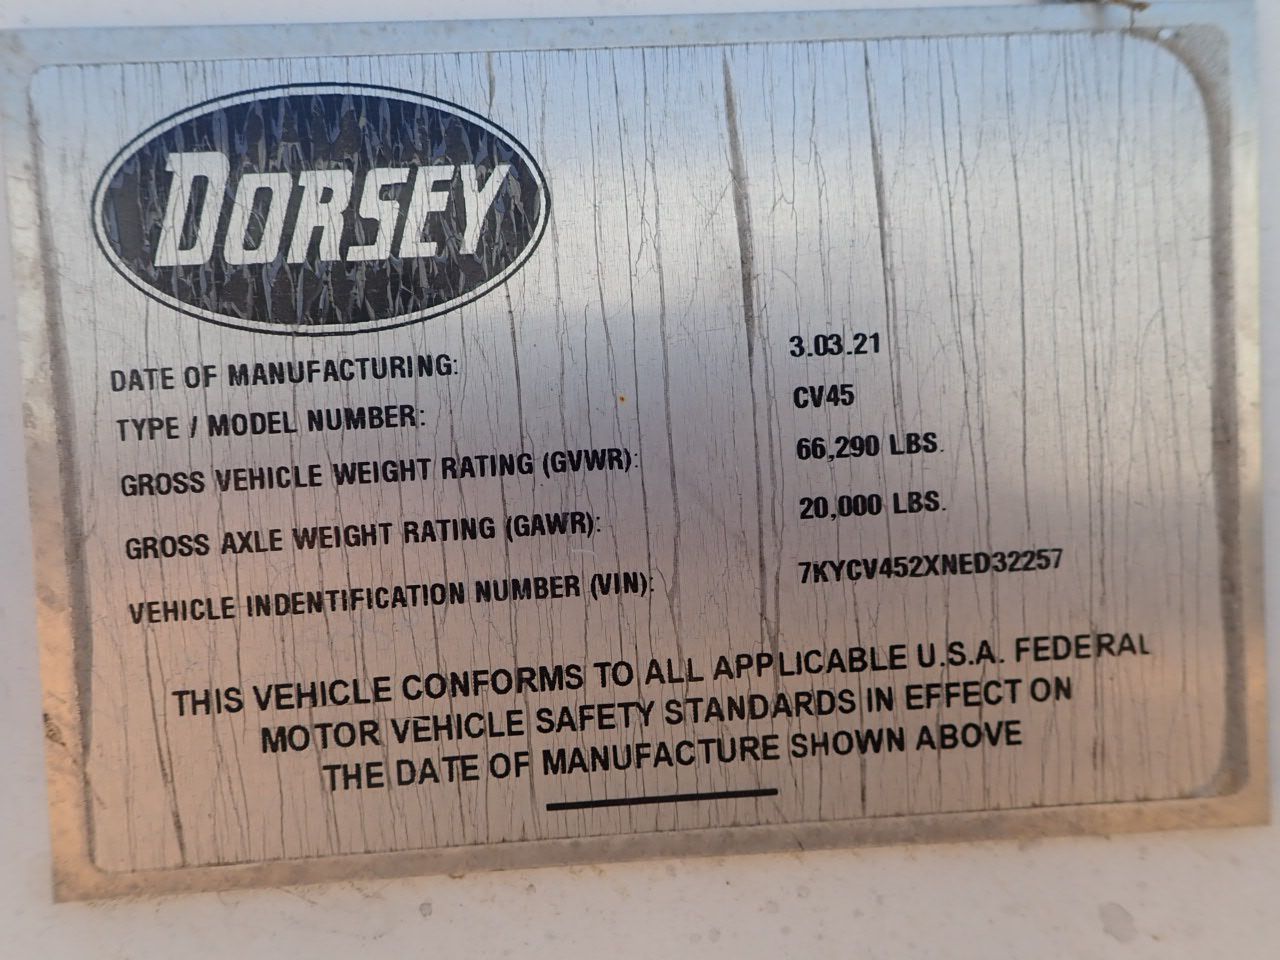 DORSEY
DATE OF MANUFACTURING: 3.03.21
TYPE / MODEL NUMBER: CV45
GROSS VEHICLE WEIGHT RATING (GVWR): 66,290 LBS.
GROSS AXLE WEIGHT RATING (GAWR): 20,000 LBS.
VEHICLE INDENTIFICATION NUMBER (VIN): 7KYCV452XNED32257
THIS VEHICLE CONFORMS TO ALL APPLICABLE U.S.A. FEDERAL
MOTOR VEHICLE SAFETY STANDARDS IN EFFECT ON
THE DATE OF MANUFACTURE SHOWN ABOVE